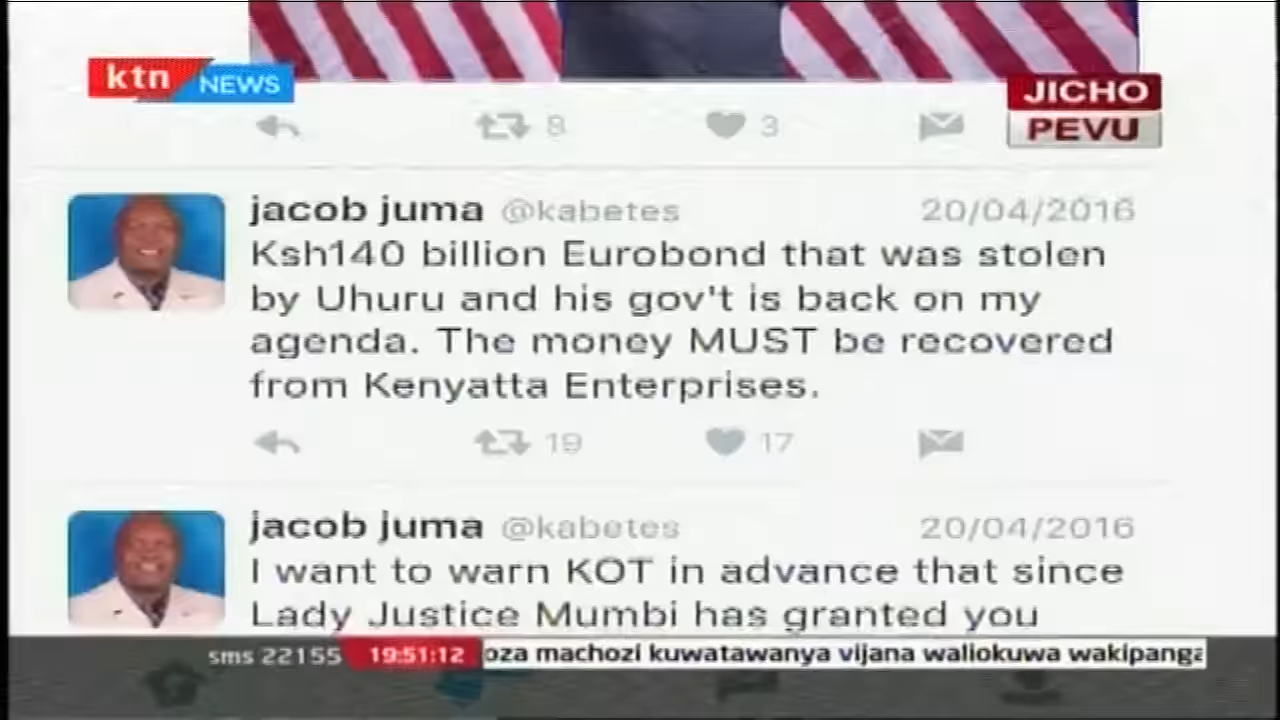 ktn NEWS
JICHO
PEVU
8
3
jacob juma @kabetes 20/04/2016
Ksh140 billion Eurobond that was stolen
by Uhuru and his gov't is back on my
agenda. The money MUST be recovered
from Kenyatta Enterprises.
19
17
jacob juma @kabetes 20/04/2016
I want to warn KOT in advance that since
Lady Justice Mumbi has granted you
sms 22155 19:51:12 oza machozi kuwatawanya vijana waliokuwa wakipanga